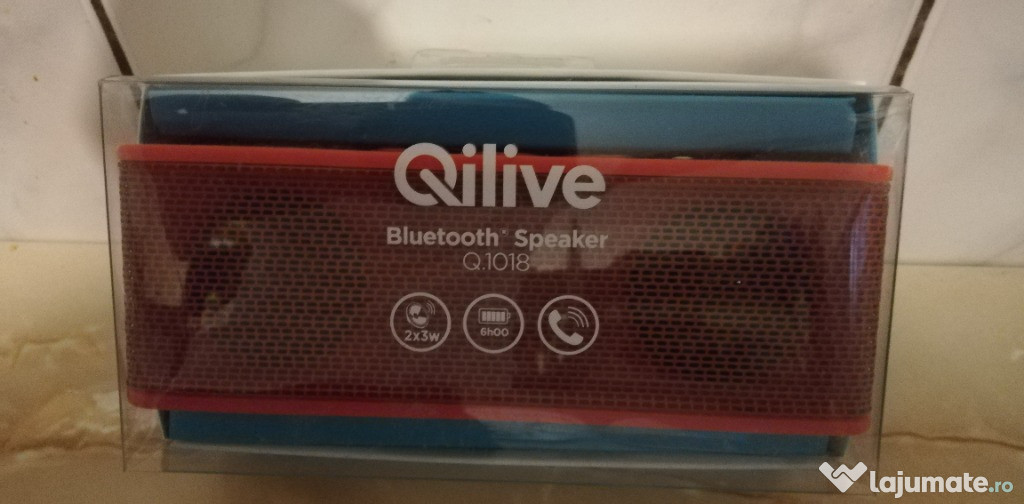 Qilive
Bluetooth® Speaker
Q.1018
2x3W
6h00
lajumate.ro